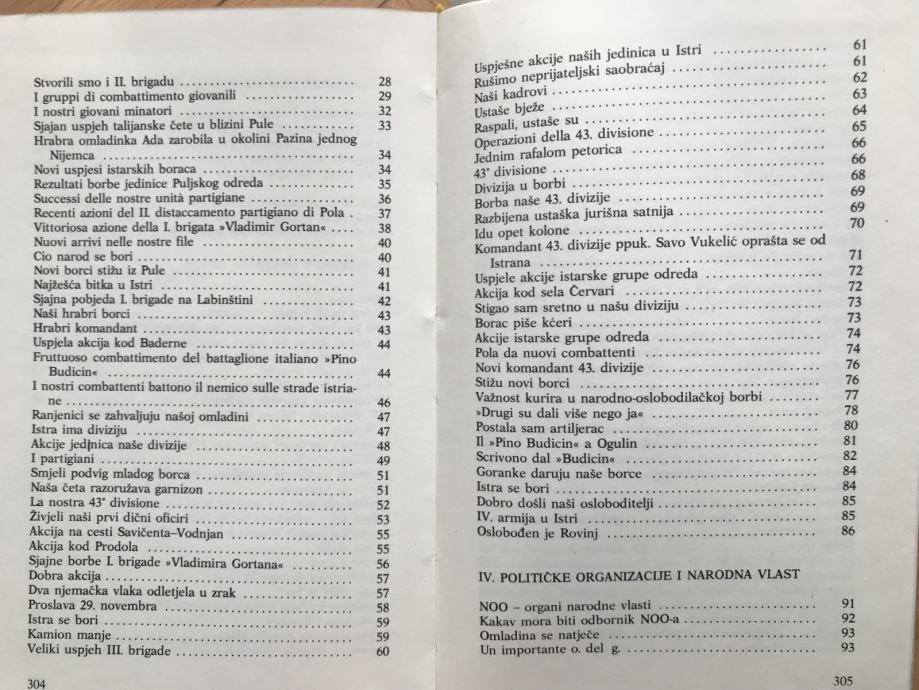 Stvorili smo i II. brigadu ........ 28
I gruppi di combattimento giovanili ........ 29
I nostri giovani minatori ........ 32
Sjajan uspjeh talijanske čete u blizini Pule ........ 33
Hrabra omladinka Ada zarobila u okolini Pazina jednog
Nijemca ........ 34
Novi uspjesi istarskih boraca ........ 34
Rezultati borbe jedinice Puljskog odreda ........ 35
Successi delle nostre unità partigiane ........ 36
Recenti azioni del II. distaccamento partigiano di Pola . 37
Vittoriosa azione della I. brigata »Vladimir Gortan« .... 38
Nuovi arrivi nelle nostre file ........ 40
Cio narod se bori ........ 40
Novi borci stižu iz Pule ........ 41
Najžešća bitka u Istri ........ 41
Sjajna pobjeda I. brigade na Labinštini ........ 42
Naši hrabri borci ........ 43
Hrabri komandant ........ 43
Uspjela akcija kod Baderne ........ 44
Fruttuoso combattimento del battaglione italiano »Pino
Budicin« ........ 44
I nostri combattenti battono il nemico sulle strade istria-
ne ........ 46
Ranjenici se zahvaljuju našoj omladini ........ 47
Istra ima diviziju ........ 47
Akcije jedinica naše divizije ........ 48
I partigiani ........ 49
Smjeli podvig mladog borca ........ 51
Naša četa razoružava garnizon ........ 51
La nostra 43ª divisione ........ 52
Živjeli naši prvi dični oficiri ........ 53
Akcija na cesti Savičenta–Vodnjan ........ 55
Akcija kod Prodola ........ 55
Sjajne borbe I. brigade »Vladimira Gortana« ........ 56
Dobra akcija ........ 57
Dva njemačka vlaka odletjela u zrak ........ 57
Proslava 29. novembra ........ 58
Istra se bori ........ 59
Kamion manje ........ 59
Veliki uspjeh III. brigade ........ 60
304
Uspješne akcije naših jedinica u Istri ........ 61
Rušimo neprijateljski saobraćaj ........ 61
Naši kadrovi ........ 62
Ustaše bježe ........ 63
Raspali, ustaše su ........ 64
Operazioni della 43. divisione ........ 65
Jednim rafalom petorica ........ 66
43ª divisione ........ 66
Divizija u borbi ........ 68
Borba naše 43. divizije ........ 69
Razbijena ustaška jurišna satnija ........ 69
Idu opet kolone ........ 70
Komandant 43. divizije ppuk. Savo Vukelić oprašta se od
Istrana ........ 71
Uspjele akcije istarske grupe odreda ........ 72
Akcija kod sela Červari ........ 72
Stigao sam sretno u našu diviziju ........ 73
Borac piše kćeri ........ 73
Akcije istarske grupe odreda ........ 74
Pola da nuovi combattenti ........ 74
Novi komandant 43. divizije ........ 76
Stižu novi borci ........ 76
Važnost kurira u narodno-oslobodilačkoj borbi ........ 77
»Drugi su dali više nego ja« ........ 78
Postala sam artiljerac ........ 80
Il »Pino Budicin« a Ogulin ........ 81
Scrivono dal »Budicin« ........ 82
Goranke daruju naše borce ........ 84
Istra se bori ........ 84
Dobro došli naši osloboditelji ........ 85
IV. armija u Istri ........ 85
Oslobođen je Rovinj ........ 86
IV. POLITIČKE ORGANIZACIJE I NARODNA VLAST
NOO – organi narodne vlasti ........ 91
Kakav mora biti odbornik NOO-a ........ 92
Omladina se natječe ........ 93
Un importante o. del g. ........ 93
305